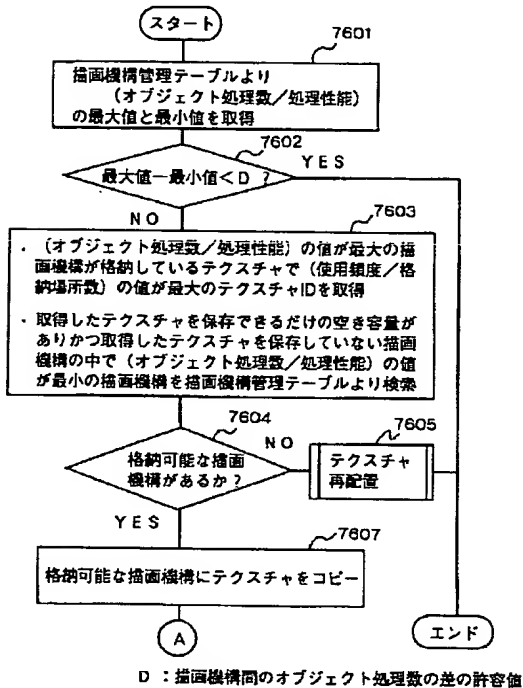 スタート
7601
描画機構管理テーブルより
(オブジェクト処理数/処理性能)
の最大値と最小値を取得
7602
最大値-最小値<D ?
YES
NO
7603
・ (オブジェクト処理数/処理性能) の値が最大の描
画機構が格納しているテクスチャで (使用頻度/格
納場所数) の値が最大のテクスチャIDを取得
・ 取得したテクスチャを保存できるだけの空き容量が
ありかつ取得したテクスチャを保存していない描画
機構の中で (オブジェクト処理数/処理性能) の値
が最小の描画機構を描画機構管理テーブルより検索
7604
格納可能な描画
機構があるか?
NO
7605
テクスチャ
再配置
YES
7607
格納可能な描画機構にテクスチャをコピー
A
エンド
D :描画機構間のオブジェクト処理数の差の許容値